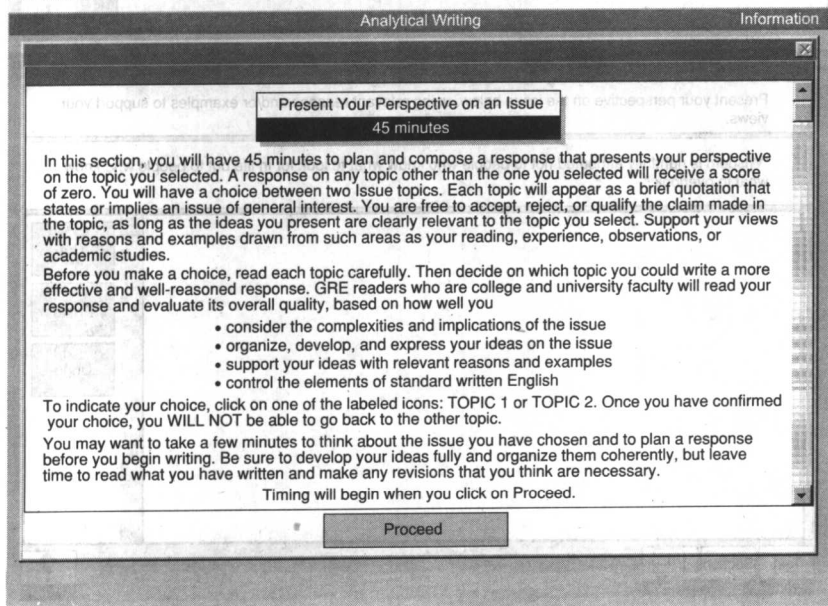 Analytical Writing
Information
Present Your Perspective on an Issue
45 minutes
In this section, you will have 45 minutes to plan and compose a response that presents your perspective
on the topic you selected. A response on any topic other than the one you selected will receive a score
of zero. You will have a choice between two Issue topics. Each topic will appear as a brief quotation that
states or implies an issue of general interest. You are free to accept, reject, or qualify the claim made in
the topic, as long as the ideas you present are clearly relevant to the topic you select. Support your views
with reasons and examples drawn from such areas as your reading, experience, observations, or
academic studies.
Before you make a choice, read each topic carefully. Then decide on which topic you could write a more
effective and well-reasoned response. GRE readers who are college and university faculty will read your
response and evaluate its overall quality, based on how well you
• consider the complexities and implications of the issue
• organize, develop, and express your ideas on the issue
• support your ideas with relevant reasons and examples
• control the elements of standard written English
To indicate your choice, click on one of the labeled icons: TOPIC 1 or TOPIC 2. Once you have confirmed
your choice, you WILL NOT be able to go back to the other topic.
You may want to take a few minutes to think about the issue you have chosen and to plan a response
before you begin writing. Be sure to develop your ideas fully and organize them coherently, but leave
time to read what you have written and make any revisions that you think are necessary.
Timing will begin when you click on Proceed.
Proceed